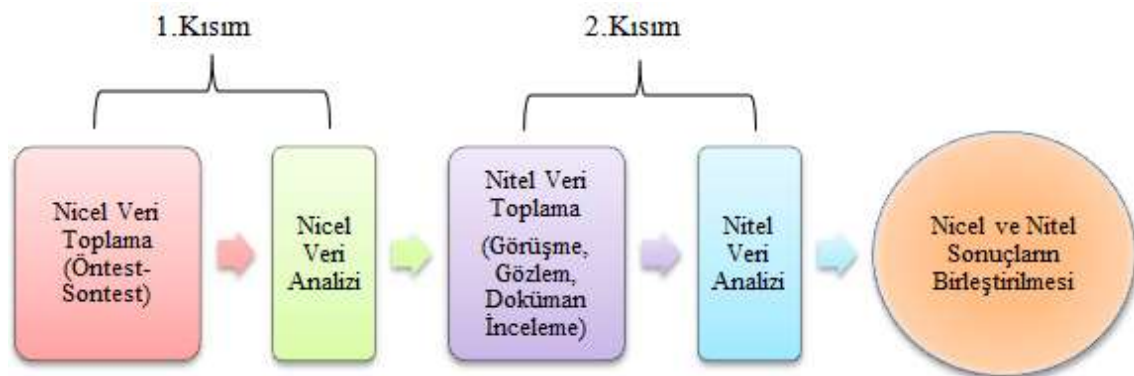 1.Kısım
2.Kısım
Nicel Veri
Toplama
(Öntest-
Sontest)
Nicel
Veri
Analizi
Nitel Veri
Toplama
(Görüşme,
Gözlem,
Doküman
İnceleme)
Nitel
Veri
Analizi
Nicel ve Nitel
Sonuçların
Birleştirilmesi